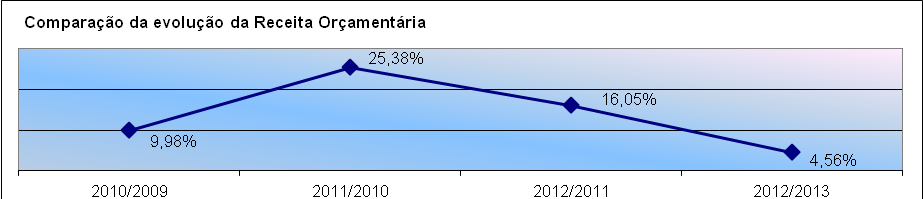 Comparação da evolução da Receita Orçamentária
25,38%
16,05%
9,98%
4,56%
2010/2009 2011/2010 2012/2011 2012/2013